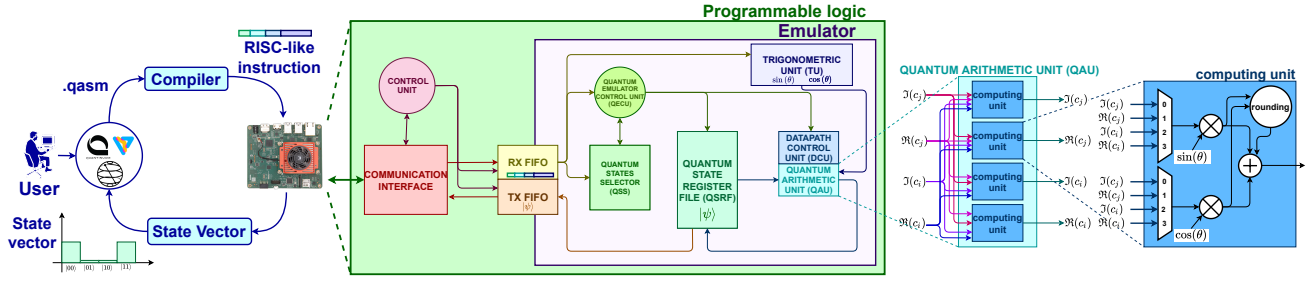 Programmable logic
Emulator
RISC-like
instruction
.qasm
Compiler
User
State Vector
State
vector
|00⟩ |01⟩ |10⟩ |11⟩
CONTROL
UNIT
COMMUNICATION
INTERFACE
RX FIFO
TX FIFO
|ψ⟩
QUANTUM
EMULATOR
CONTROL UNIT
(QECU)
QUANTUM
STATES
SELECTOR
(QSS)
TRIGONOMETRIC
UNIT (TU)
sin(θ) cos(θ)
QUANTUM
STATE
REGISTER
FILE (QSRF)
|ψ⟩
DATAPATH
CONTROL
UNIT (DCU)
QUANTUM
ARITHMETIC
UNIT (QAU)
QUANTUM ARITHMETIC UNIT (QAU)
ℑ(cⱼ)
ℜ(cⱼ)
ℑ(cᵢ)
ℜ(cᵢ)
computing
unit
computing
unit
computing
unit
computing
unit
ℑ(cⱼ)
ℜ(cⱼ)
ℑ(cᵢ)
ℜ(cᵢ)
computing unit
ℑ(cⱼ) 0
ℜ(cⱼ) 1
ℑ(cᵢ) 2
ℜ(cᵢ) 3
sin(θ)
rounding
ℑ(cᵢ) 0
ℜ(cⱼ) 1
ℑ(cᵢ) 2
ℜ(cᵢ) 3
cos(θ)